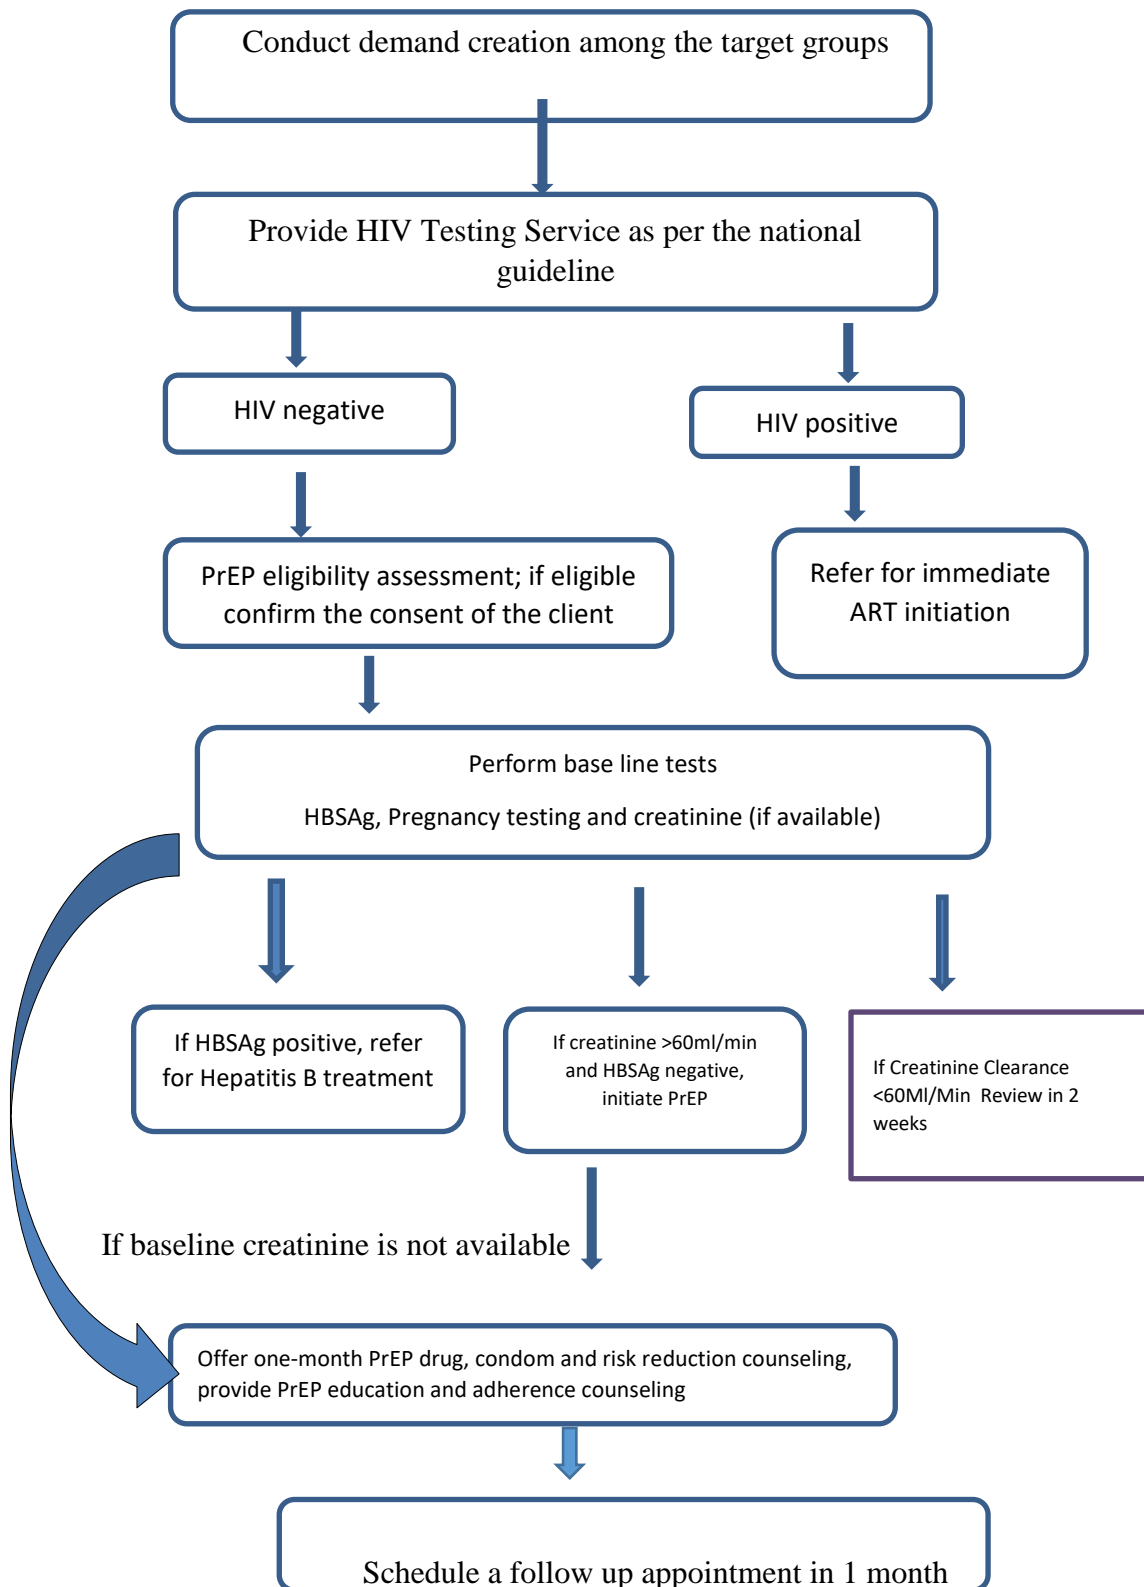 Conduct demand creation among the target groups
Provide HIV Testing Service as per the national
guideline
HIV negative
HIV positive
PrEP eligibility assessment; if eligible
confirm the consent of the client
Refer for immediate
ART initiation
Perform base line tests
HBSAg, Pregnancy testing and creatinine (if available)
If HBSAg positive, refer
for Hepatitis B treatment
If creatinine >60ml/min
and HBSAg negative,
initiate PrEP
If Creatinine Clearance
<60Ml/Min  Review in 2
weeks
If baseline creatinine is not available
Offer one-month PrEP drug, condom and risk reduction counseling,
provide PrEP education and adherence counseling
Schedule a follow up appointment in 1 month